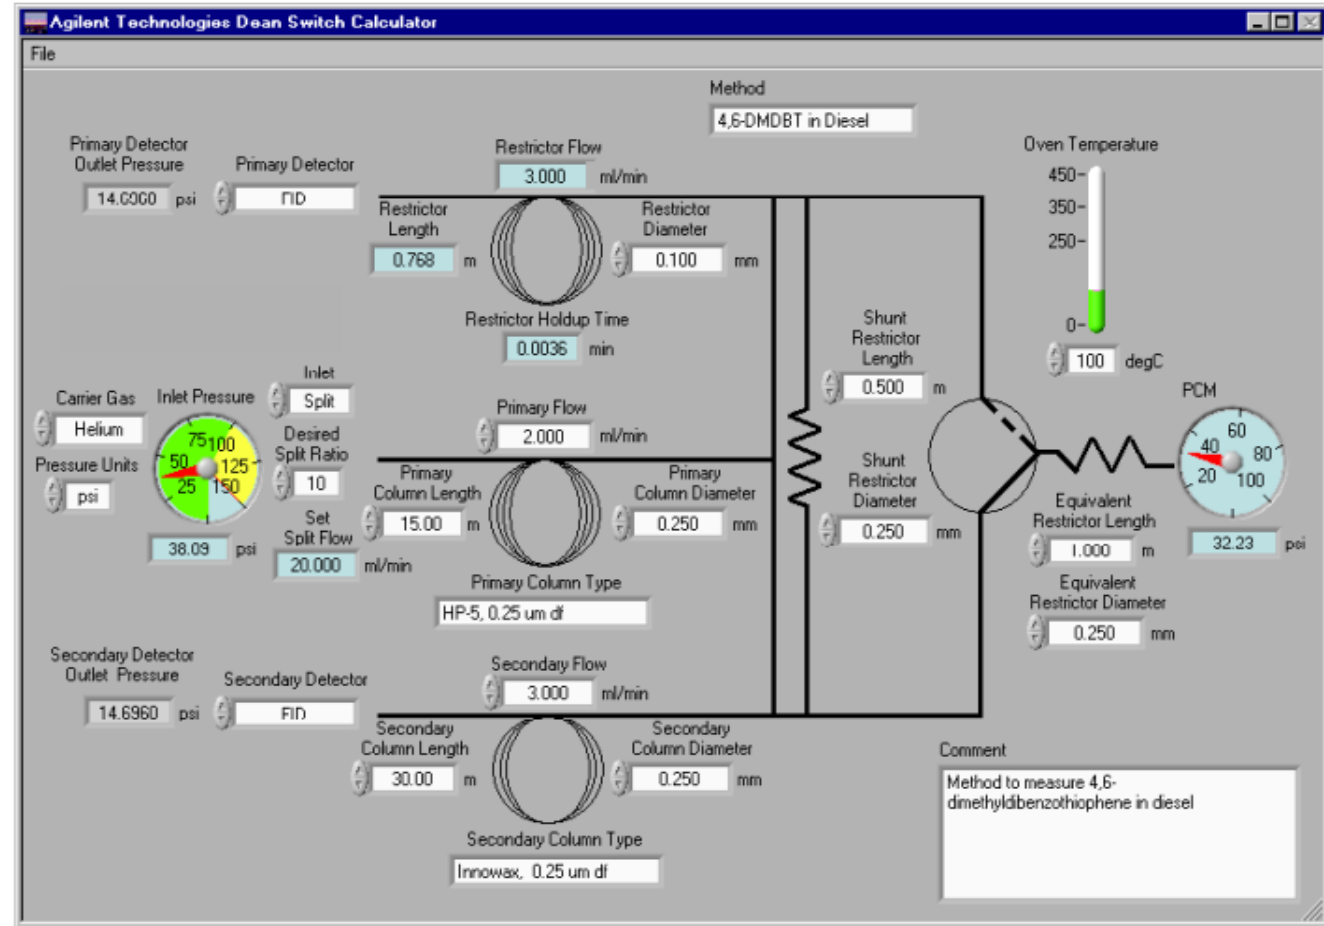 Agilent Technologies Dean Switch Calculator
File
Method
4,6-DMDBT in Diesel
Primary Detector
Outlet Pressure
14.6960 psi
Primary Detector
FID
Restrictor Flow
3.000 ml/min
Restrictor
Length
0.768 m
Restrictor
Diameter
0.100 mm
Restrictor Holdup Time
0.0036 min
Oven Temperature
450-
350-
250-
0-
100 degC
Shunt
Restrictor
Length
0.500 m
Shunt
Restrictor
Diameter
0.250 mm
Carrier Gas
Helium
Pressure Units
psi
Inlet Pressure
25 50 75 100 125 150
38.09 psi
Inlet
Split
Desired
Split Ratio
10
Set
Split Flow
20.000 ml/min
Primary Flow
2.000 ml/min
Primary
Column Length
15.00 m
Primary
Column Diameter
0.250 mm
Primary Column Type
HP-5, 0.25 um df
PCM
20 40 60 80 100
32.23 psi
Equivalent
Restrictor Length
1.000 m
Equivalent
Restrictor Diameter
0.250 mm
Secondary Detector
Outlet Pressure
14.6960 psi
Secondary Detector
FID
Secondary Flow
3.000 ml/min
Secondary
Column Length
30.00 m
Secondary
Column Diameter
0.250 mm
Secondary Column Type
Innowax, 0.25 um df
Comment
Method to measure 4,6-
dimethyldibenzothiophene in diesel